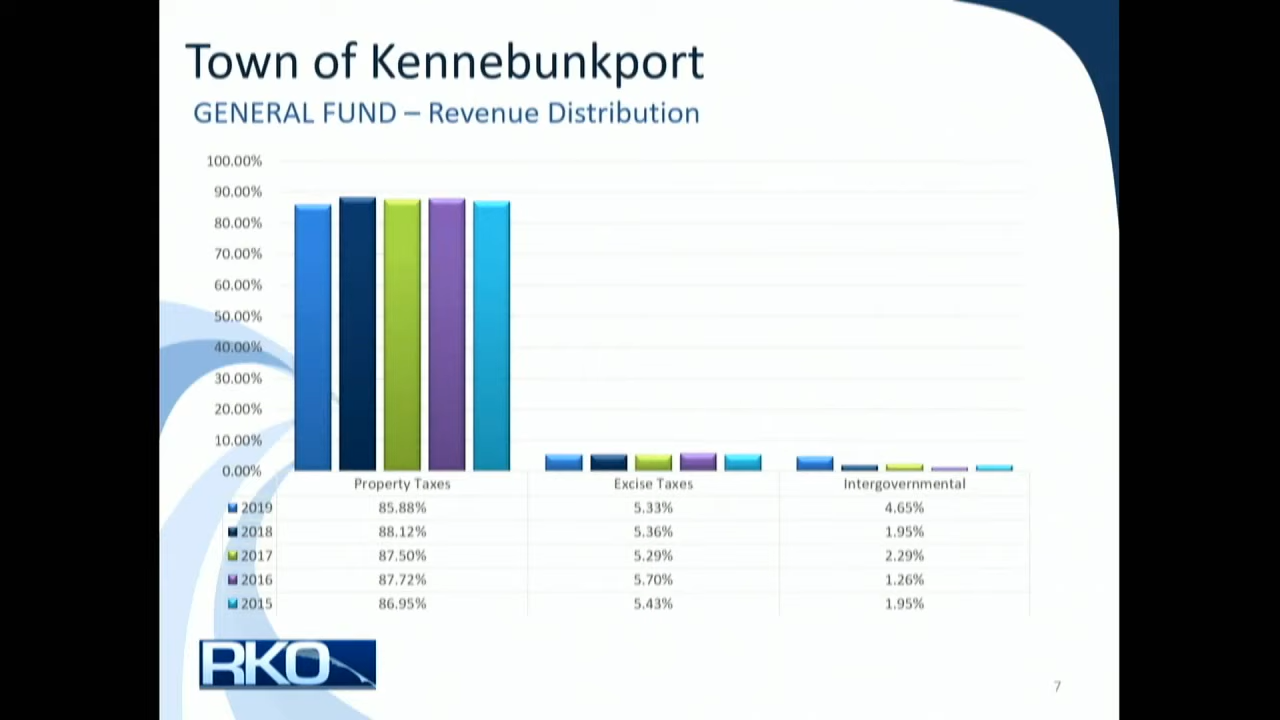 Town of Kennebunkport
GENERAL FUND – Revenue Distribution
100.00%
90.00%
80.00%
70.00%
60.00%
50.00%
40.00%
30.00%
20.00%
10.00%
0.00%
Property Taxes Excise Taxes Intergovernmental
2019 85.88% 5.33% 4.65%
2018 88.12% 5.36% 1.95%
2017 87.50% 5.29% 2.29%
2016 87.72% 5.70% 1.26%
2015 86.95% 5.43% 1.95%
RKO
7